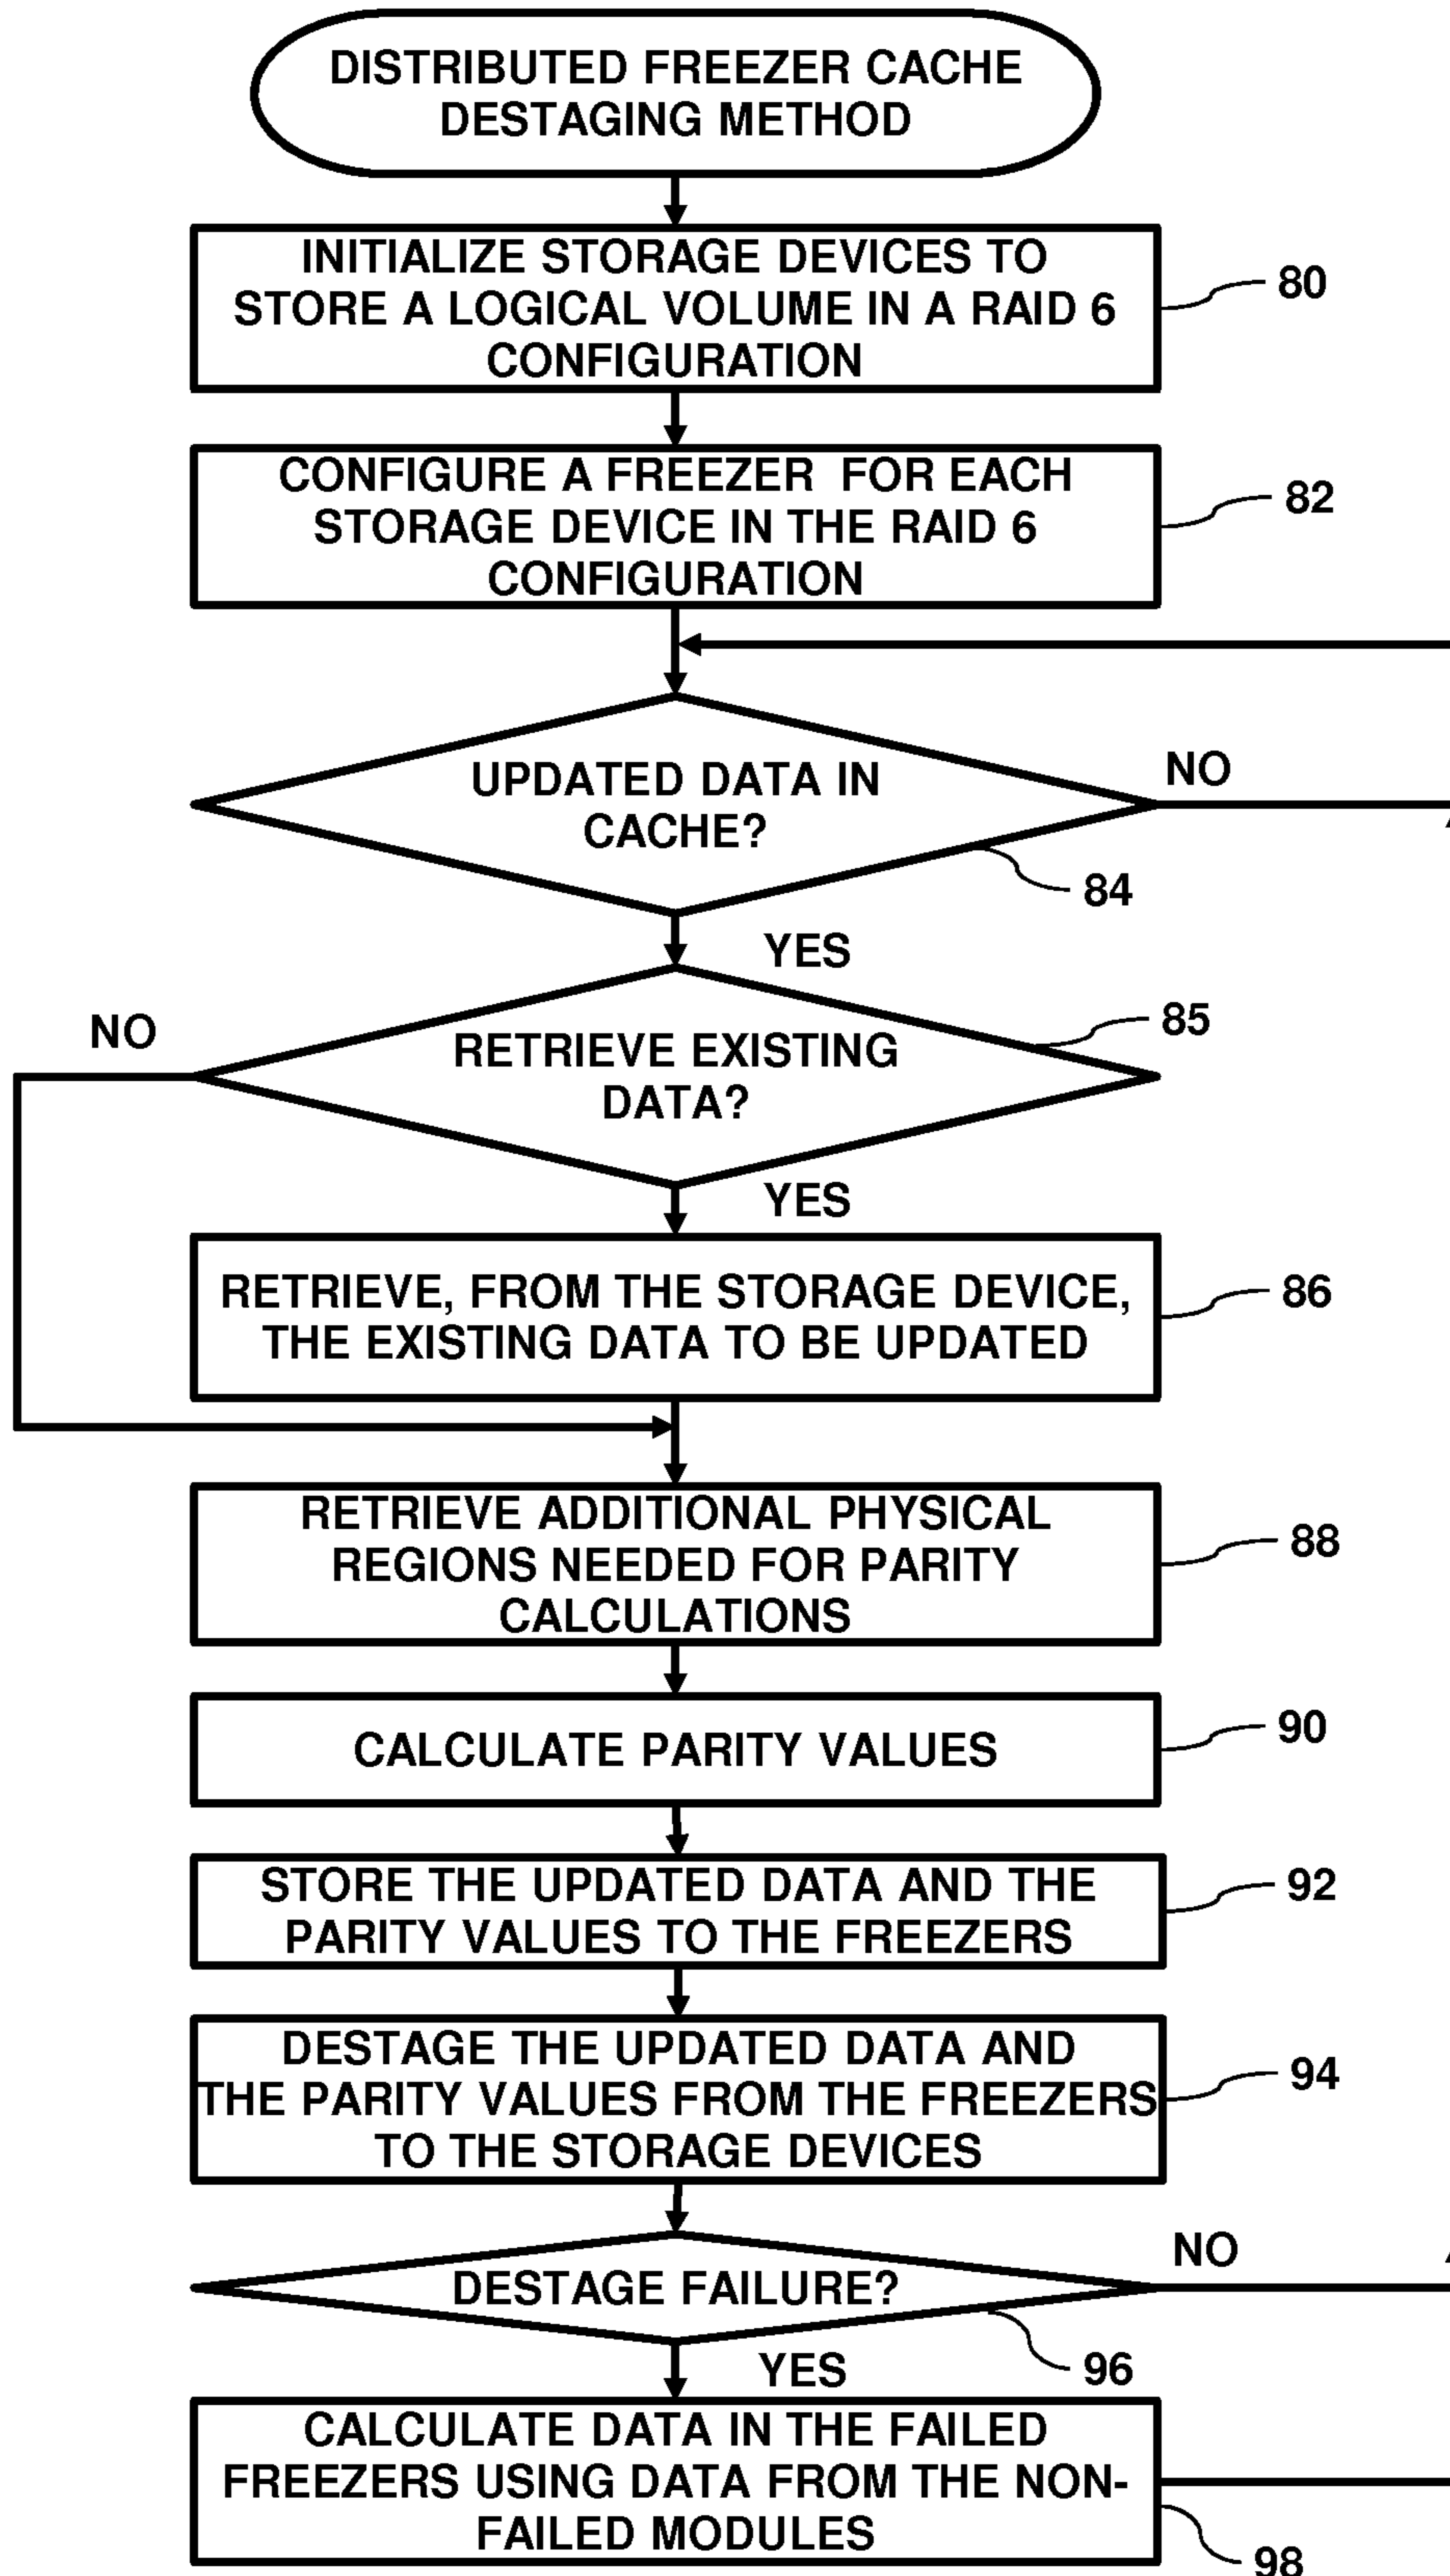 DISTRIBUTED FREEZER CACHE
DESTAGING METHOD
INITIALIZE STORAGE DEVICES TO
STORE A LOGICAL VOLUME IN A RAID 6
CONFIGURATION
80
CONFIGURE A FREEZER FOR EACH
STORAGE DEVICE IN THE RAID 6
CONFIGURATION
82
UPDATED DATA IN
CACHE?
NO
84
YES
RETRIEVE EXISTING
DATA?
85
NO
YES
RETRIEVE, FROM THE STORAGE DEVICE,
THE EXISTING DATA TO BE UPDATED
86
RETRIEVE ADDITIONAL PHYSICAL
REGIONS NEEDED FOR PARITY
CALCULATIONS
88
CALCULATE PARITY VALUES
90
STORE THE UPDATED DATA AND THE
PARITY VALUES TO THE FREEZERS
92
DESTAGE THE UPDATED DATA AND
THE PARITY VALUES FROM THE FREEZERS
TO THE STORAGE DEVICES
94
DESTAGE FAILURE?
NO
96
YES
CALCULATE DATA IN THE FAILED
FREEZERS USING DATA FROM THE NON-
FAILED MODULES
98